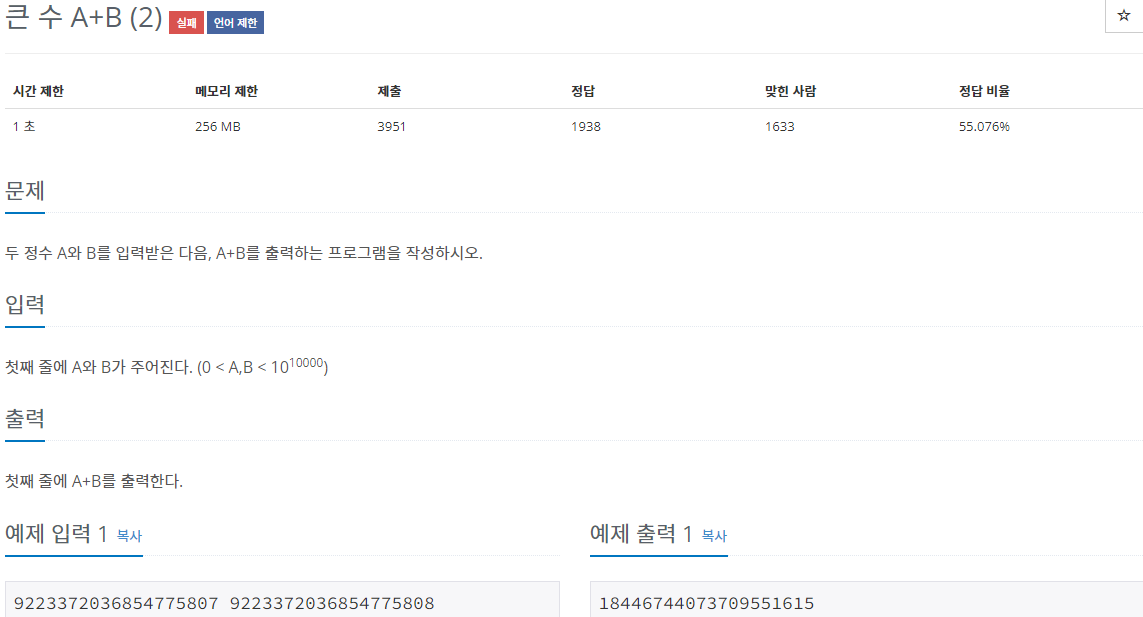 큰 수 A+B (2) 실패 언어 제한
☆
시간 제한 메모리 제한 제출 정답 맞힌 사람 정답 비율
1 초 256 MB 3951 1938 1633 55.076%
문제
두 정수 A와 B를 입력받은 다음, A+B를 출력하는 프로그램을 작성하시오.
입력
첫째 줄에 A와 B가 주어진다. (0 < A,B < 10^10000)
출력
첫째 줄에 A+B를 출력한다.
예제 입력 1 복사
9223372036854775807 9223372036854775808
예제 출력 1 복사
18446744073709551615